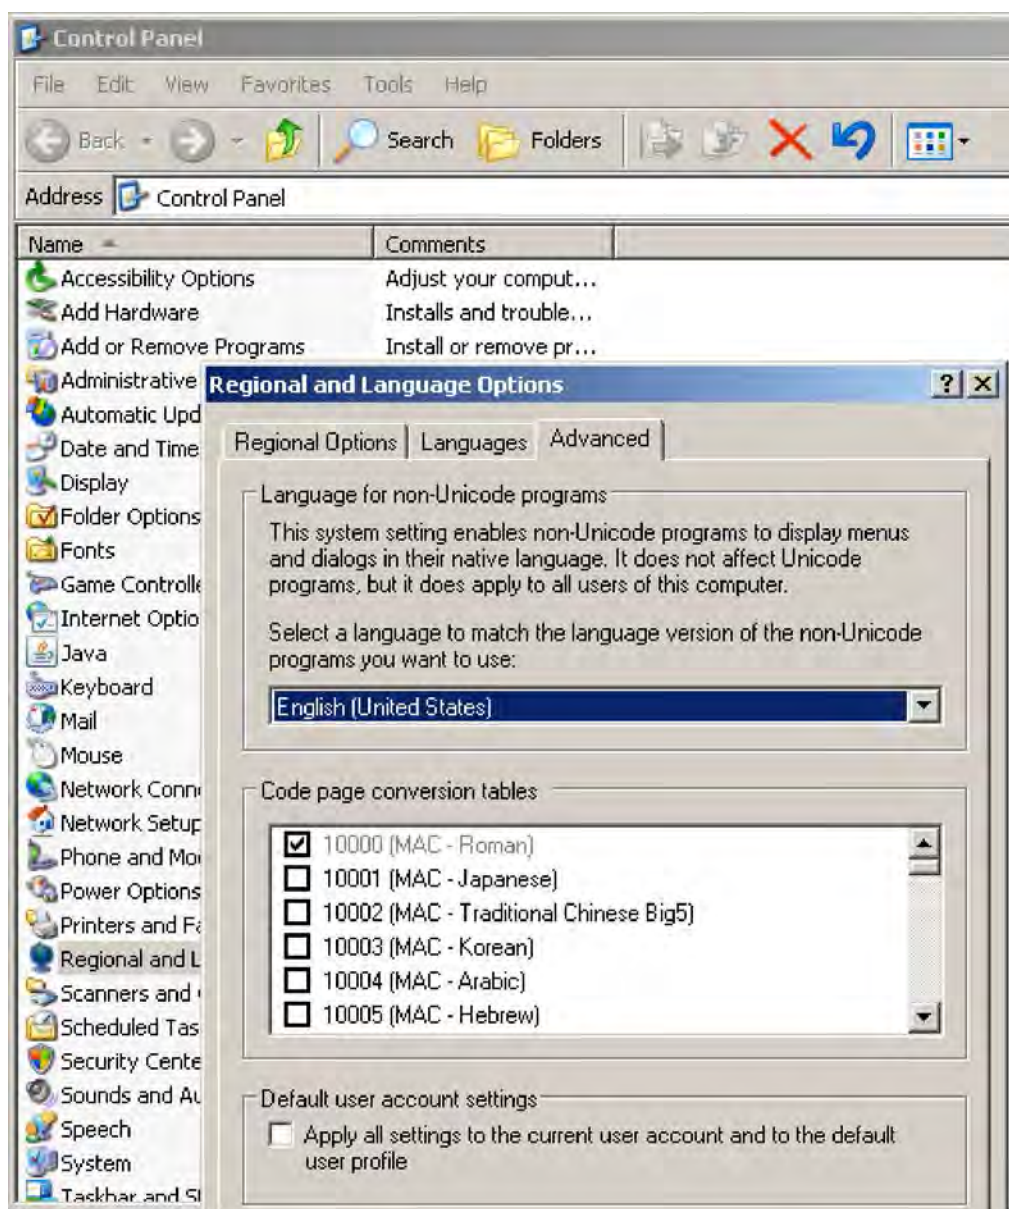 Control Panel
File Edit View Favorites Tools Help
Back Search Folders
Address Control Panel
Name Comments
Accessibility Options Adjust your comput...
Add Hardware Installs and trouble...
Add or Remove Programs Install or remove pr...
Administrative
Automatic Upd
Date and Time
Display
Folder Options
Fonts
Game Controlle
Internet Optio
Java
Keyboard
Mail
Mouse
Network Conn
Network Setup
Phone and Mo
Power Options
Printers and Fa
Regional and L
Scanners and
Scheduled Tas
Security Cente
Sounds and Au
Speech
System
Taskbar and St
Regional and Language Options
Regional Options Languages Advanced
Language for non-Unicode programs
This system setting enables non-Unicode programs to display menus
and dialogs in their native language. It does not affect Unicode
programs, but it does apply to all users of this computer.
Select a language to match the language version of the non-Unicode
programs you want to use:
English (United States)
Code page conversion tables
10000 (MAC - Roman)
10001 (MAC - Japanese)
10002 (MAC - Traditional Chinese Big5)
10003 (MAC - Korean)
10004 (MAC - Arabic)
10005 (MAC - Hebrew)
Default user account settings
Apply all settings to the current user account and to the default
user profile